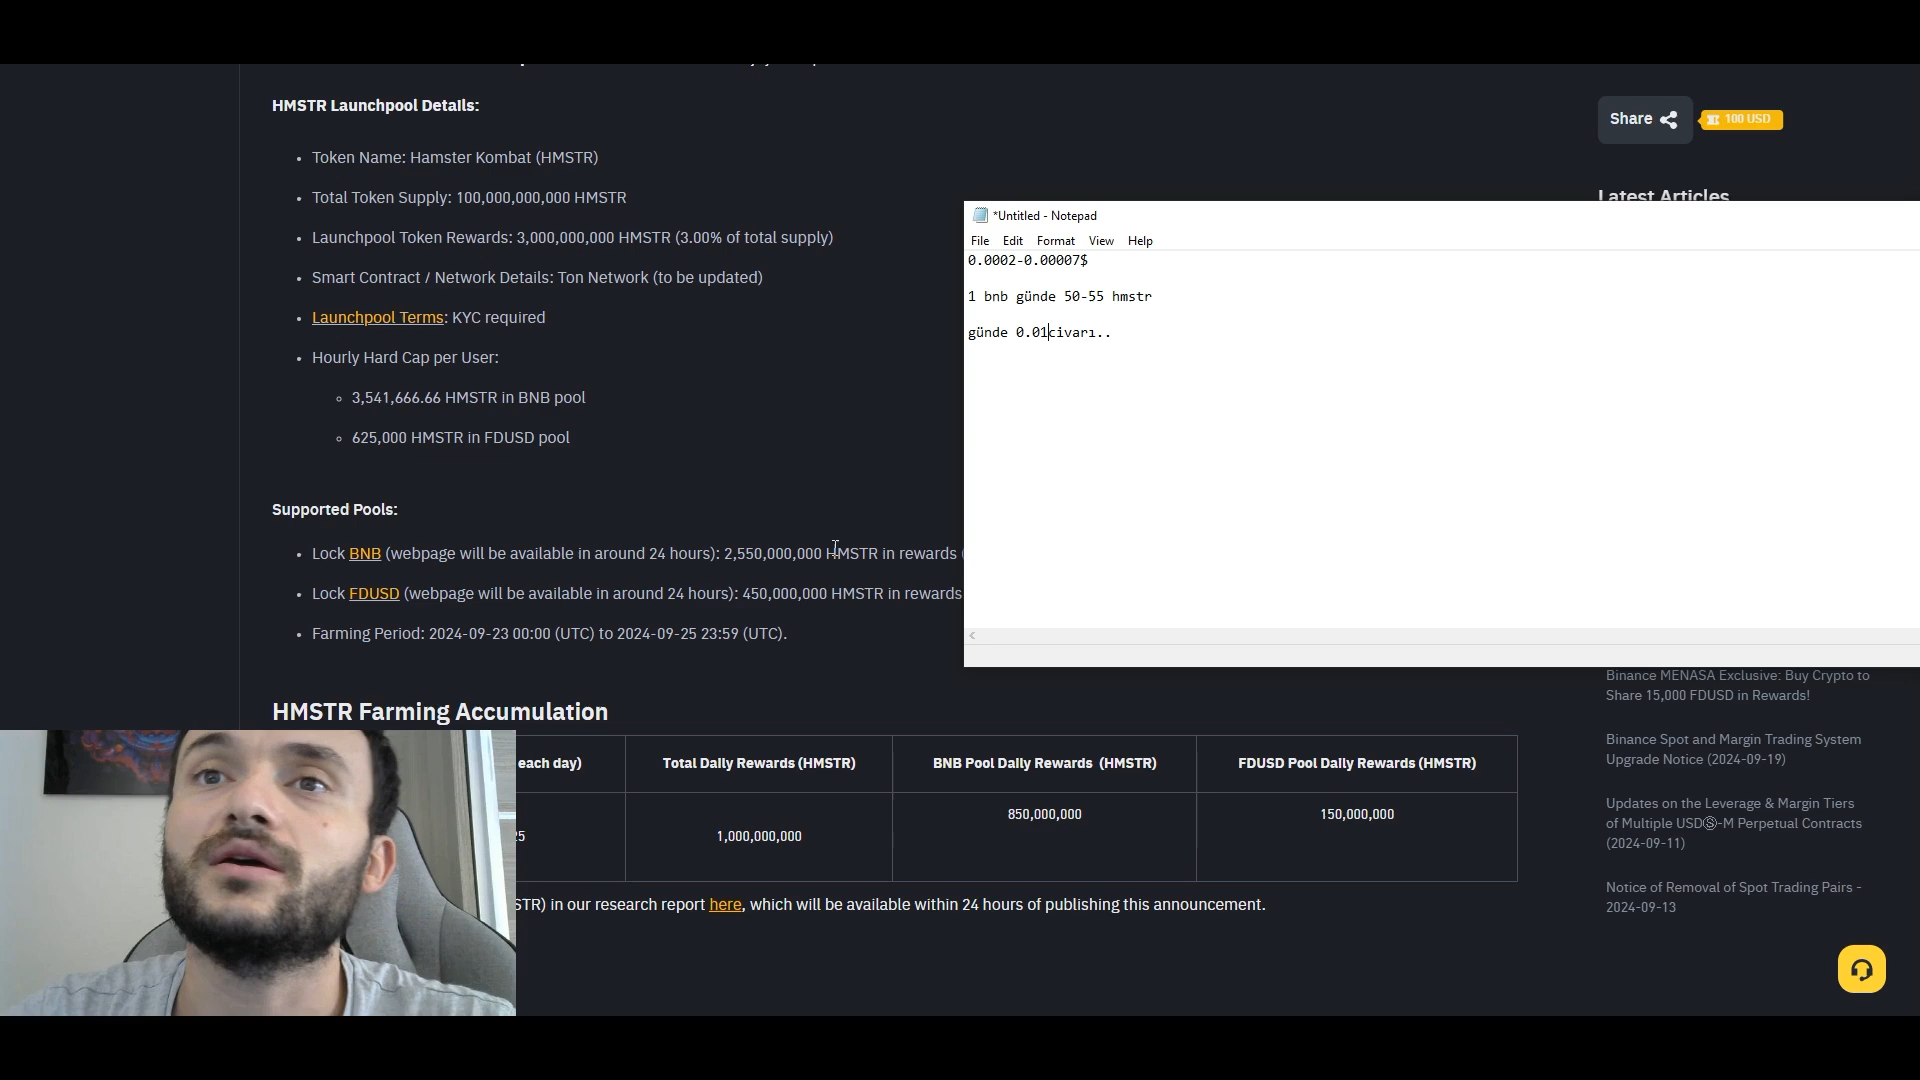 HMSTR Launchpool Details:
Token Name: Hamster Kombat (HMSTR)
Total Token Supply: 100,000,000,000 HMSTR
Launchpool Token Rewards: 3,000,000,000 HMSTR (3.00% of total supply)
Smart Contract / Network Details: Ton Network (to be updated)
Launchpool Terms: KYC required
Hourly Hard Cap per User:
3,541,666.66 HMSTR in BNB pool
625,000 HMSTR in FDUSD pool
Supported Pools:
Lock BNB (webpage will be available in around 24 hours): 2,550,000,000 HMSTR in rewards (
Lock FDUSD (webpage will be available in around 24 hours): 450,000,000 HMSTR in rewards
Farming Period: 2024-09-23 00:00 (UTC) to 2024-09-25 23:59 (UTC).
HMSTR Farming Accumulation
each day) Total Daily Rewards (HMSTR) BNB Pool Daily Rewards (HMSTR) FDUSD Pool Daily Rewards (HMSTR)
25 1,000,000,000 850,000,000 150,000,000
STR) in our research report here, which will be available within 24 hours of publishing this announcement.
*Untitled - Notepad
File Edit Format View Help
0.0002-0.00007$
1 bnb günde 50-55 hmstr
günde 0.01civarı..
Share
100 USD
Latest Articles
Binance MENASA Exclusive: Buy Crypto to
Share 15,000 FDUSD in Rewards!
Binance Spot and Margin Trading System
Upgrade Notice (2024-09-19)
Updates on the Leverage & Margin Tiers
of Multiple USDⓈ-M Perpetual Contracts
(2024-09-11)
Notice of Removal of Spot Trading Pairs -
2024-09-13